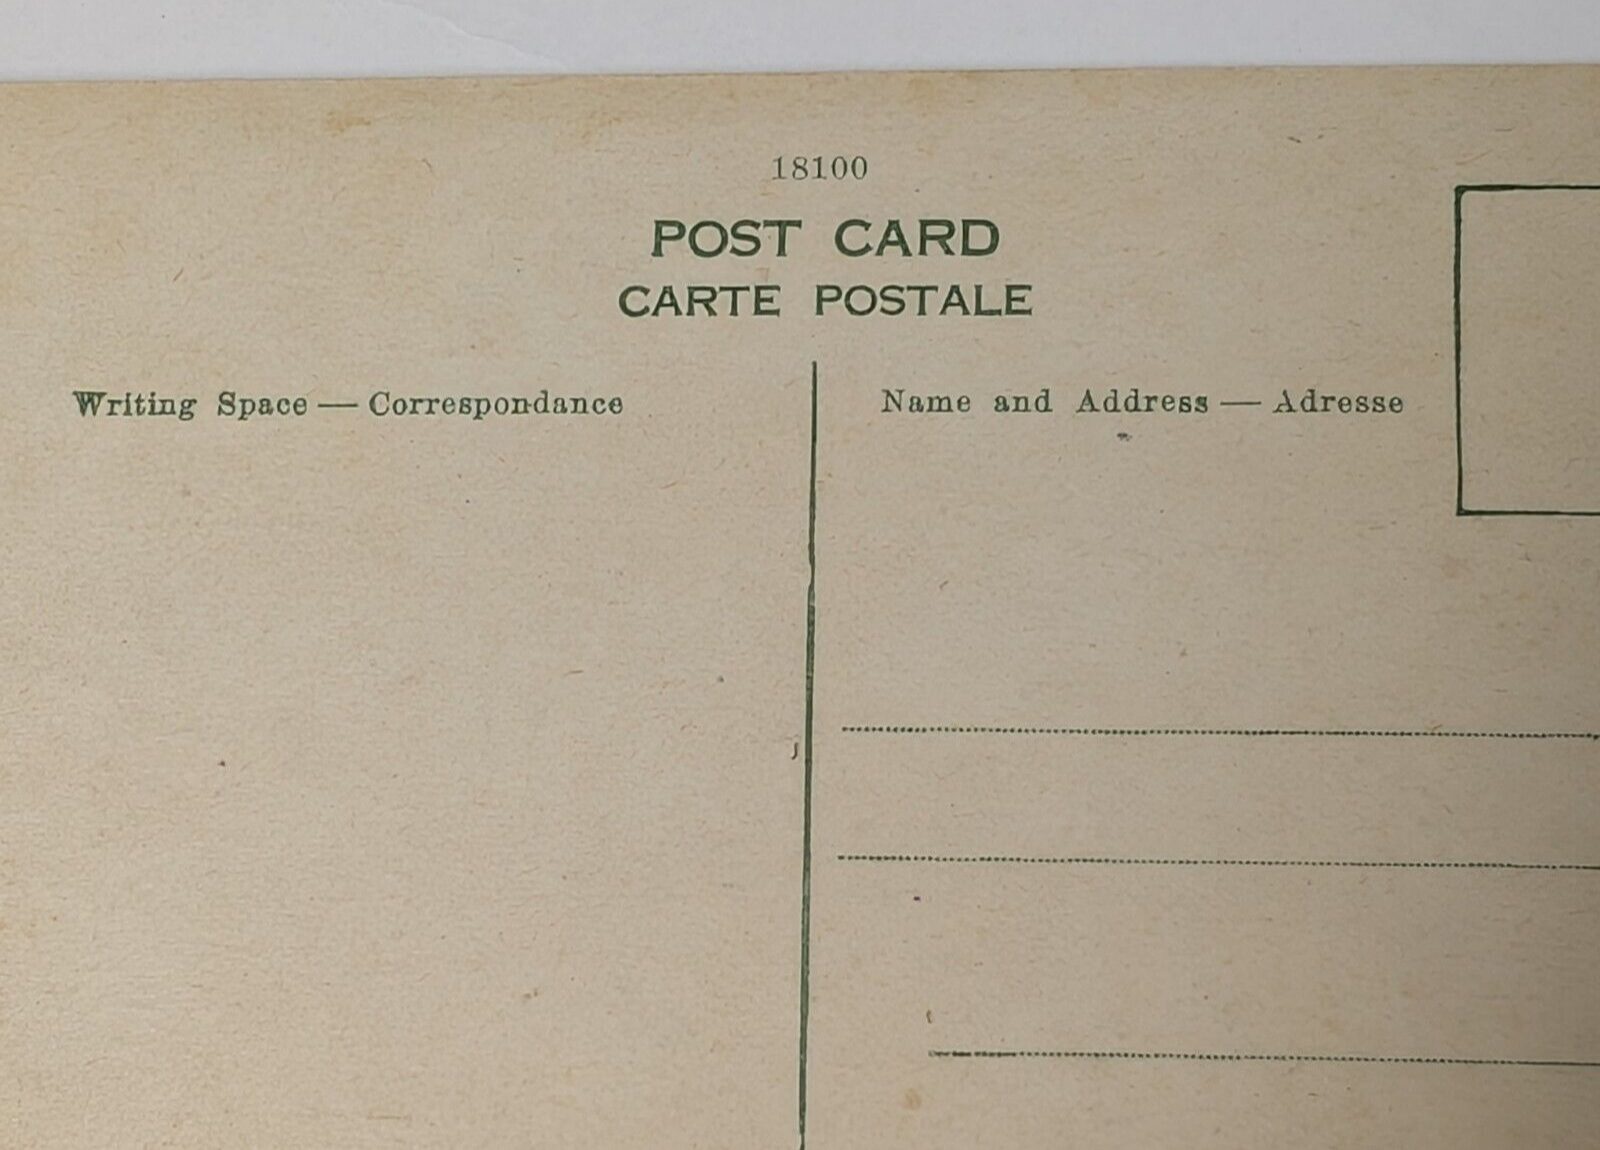 18100
POST CARD
CARTE POSTALE
Writing Space — Correspondance
Name and Address — Adresse